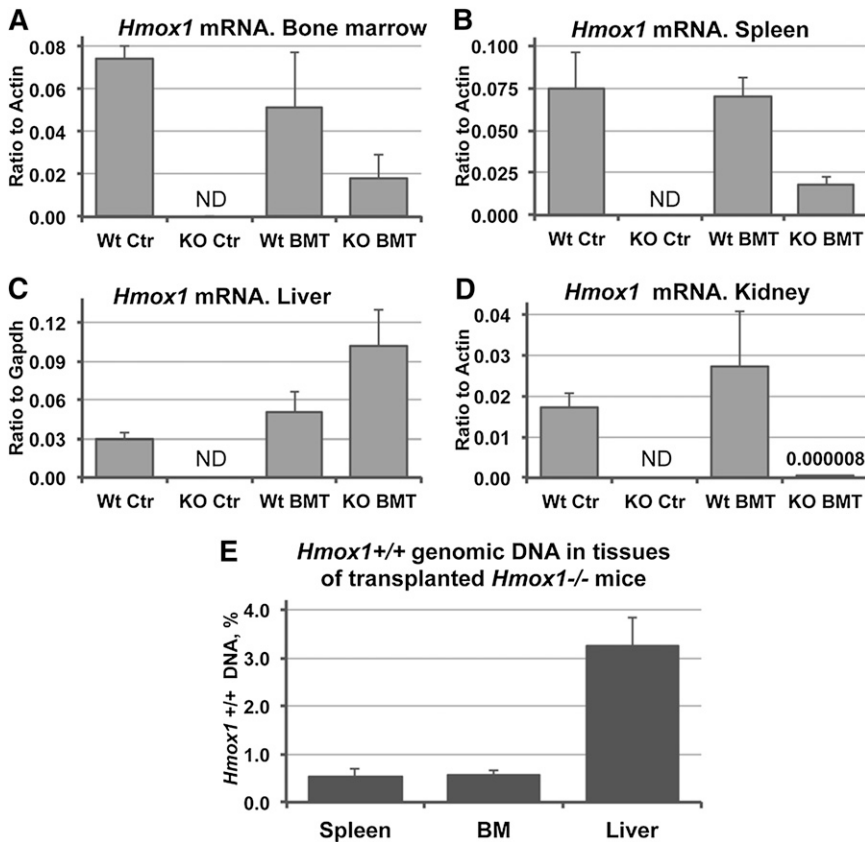 A
Hmox1 mRNA. Bone marrow
Ratio to Actin
0.08
0.06
0.04
0.02
0.00
ND
Wt Ctr KO Ctr Wt BMT KO BMT
B
Hmox1 mRNA. Spleen
Ratio to Actin
0.100
0.075
0.050
0.025
0.000
ND
Wt Ctr KO Ctr Wt BMT KO BMT
C
Hmox1 mRNA. Liver
Ratio to Gapdh
0.12
0.09
0.06
0.03
0.00
ND
Wt Ctr KO Ctr Wt BMT KO BMT
D
Hmox1 mRNA. Kidney
Ratio to Actin
0.04
0.03
0.02
0.01
0.00
ND
0.000008
Wt Ctr KO Ctr Wt BMT KO BMT
E
Hmox1+/+ genomic DNA in tissues
of transplanted Hmox1-/- mice
Hmox1 +/+ DNA, %
4.0
3.0
2.0
1.0
0.0
Spleen BM Liver